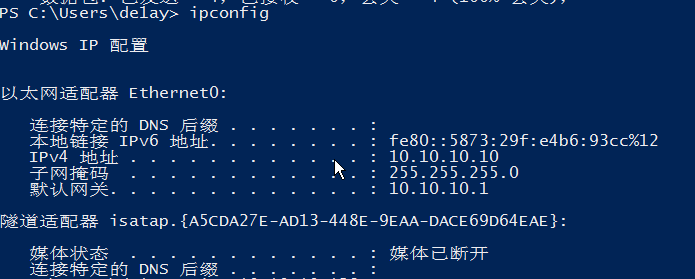 PS C:\Users\delay> ipconfig
Windows IP 配置
以太网适配器 Ethernet0:
连接特定的 DNS 后缀 . . . . . . . :
本地链接 IPv6 地址. . . . . . . . : fe80::5873:29f:e4b6:93cc%12
IPv4 地址 . . . . . . . . . . . . : 10.10.10.10
子网掩码 . . . . . . . . . . . . : 255.255.255.0
默认网关. . . . . . . . . . . . . : 10.10.10.1
隧道适配器 isatap.{A5CDA27E-AD13-448E-9EAA-DACE69D64EAE}:
媒体状态 . . . . . . . . . . . . : 媒体已断开
连接特定的 DNS 后缀 . . . . . . . :